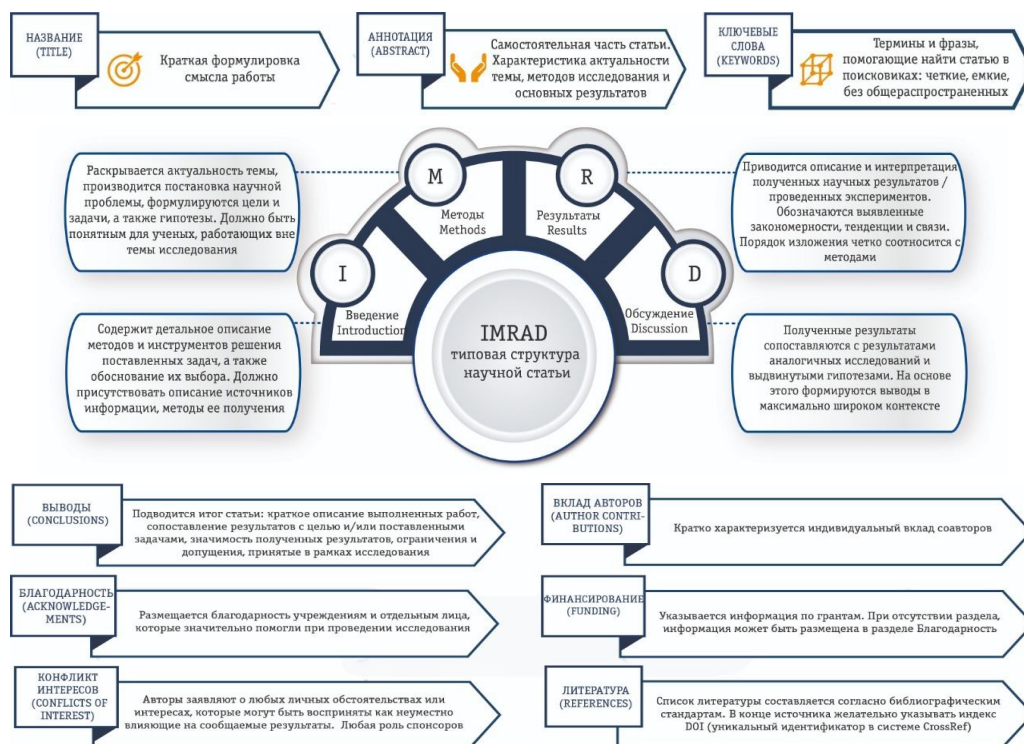 НАЗВАНИЕ
(TITLE)
Краткая формулировка
смысла работы
АННОТАЦИЯ
(ABSTRACT)
Самостоятельная часть статьи.
Характеристика актуальности
темы, методов исследования и
основных результатов
КЛЮЧЕВЫЕ
СЛОВА
(KEYWORDS)
Термины и фразы,
помогающие найти статью в
поисковиках: четкие, емкие,
без общераспространенных
Раскрывается актуальность темы,
производится постановка научной
проблемы, формулируются цели и
задачи, а также гипотезы. Должно быть
понятным для ученых, работающих вне
темы исследования
M
Методы
Methods
R
Результаты
Results
Приводится описание и интерпретация
полученных научных результатов /
проведенных экспериментов.
Обозначаются выявленные
закономерности, тенденции и связи.
Порядок изложения четко соотносится с
методами
I
Введение
Introduction
D
Обсуждение
Discussion
IMRAD
типовая структура
научной статьи
Содержит детальное описание
методов и инструментов решения
поставленных задач, а также
обоснование их выбора. Должно
присутствовать описание источников
информации, методы ее получения
Полученные результаты
сопоставляются с результатами
аналогичных исследований и
выдвинутыми гипотезами. На основе
этого формируются выводы в
максимально широком контексте
ВЫВОДЫ
(CONCLUSIONS)
Подводится итог статьи: краткое описание выполненных работ,
сопоставление результатов с целью и/или поставленными
задачами, значимость полученных результатов, ограничения и
допущения, принятые в рамках исследования
ВКЛАД АВТОРОВ
(AUTHOR CONTRI-
BUTIONS)
Кратко характеризуется индивидуальный вклад соавторов
БЛАГОДАРНОСТЬ
(ACKNOWLEDGE-
MENTS)
Размещается благодарность учреждениям и отдельным лица,
которые значительно помогли при проведении исследования
ФИНАНСИРОВАНИЕ
(FUNDING)
Указывается информация по грантам. При отсутствии раздела,
информация может быть размещена в разделе Благодарность
КОНФЛИКТ
ИНТЕРЕСОВ
(CONFLICTS OF
INTEREST)
Авторы заявляют о любых личных обстоятельствах или
интересах, которые могут быть восприняты как неуместно
влияющие на сообщаемые результаты. Любая роль спонсоров
ЛИТЕРАТУРА
(REFERENCES)
Список литературы составляется согласно библиографическим
стандартам. В конце источника желательно указывать индекс
DOI (уникальный идентификатор в системе CrossRef)